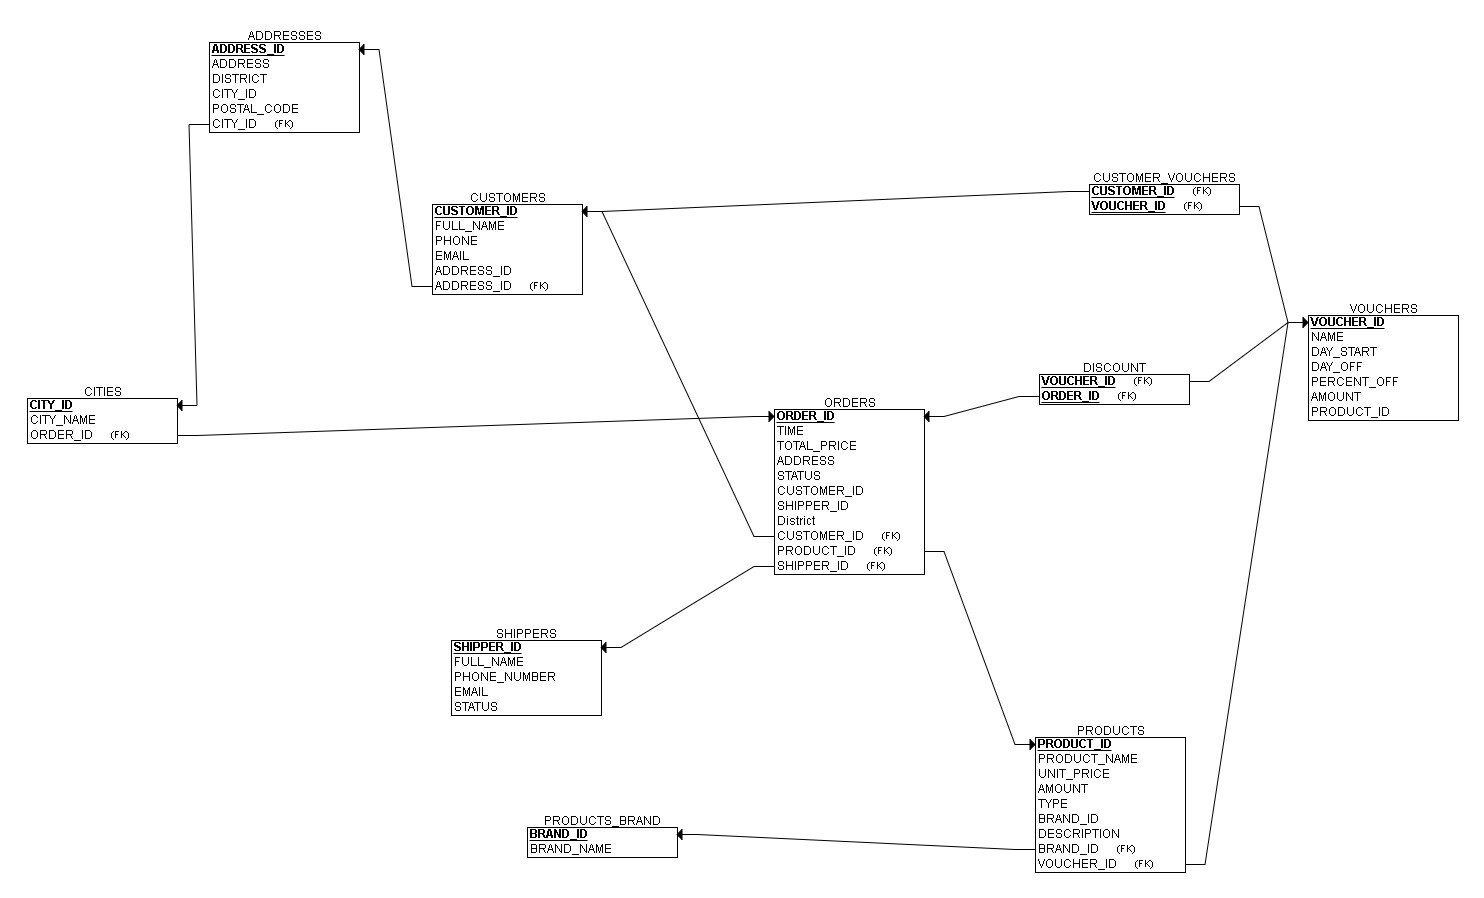 ADDRESSES
ADDRESS_ID
ADDRESS
DISTRICT
CITY_ID
POSTAL_CODE
CITY_ID (FK)
CUSTOMER_VOUCHERS
CUSTOMER_ID (FK)
VOUCHER_ID (FK)
CUSTOMERS
CUSTOMER_ID
FULL_NAME
PHONE
EMAIL
ADDRESS_ID
ADDRESS_ID (FK)
VOUCHERS
VOUCHER_ID
NAME
DAY_START
DAY_OFF
PERCENT_OFF
AMOUNT
PRODUCT_ID
DISCOUNT
VOUCHER_ID (FK)
ORDER_ID (FK)
CITIES
CITY_ID
CITY_NAME
ORDER_ID (FK)
ORDERS
ORDER_ID
TIME
TOTAL_PRICE
ADDRESS
STATUS
CUSTOMER_ID
SHIPPER_ID
District
CUSTOMER_ID (FK)
PRODUCT_ID (FK)
SHIPPER_ID (FK)
SHIPPERS
SHIPPER_ID
FULL_NAME
PHONE_NUMBER
EMAIL
STATUS
PRODUCTS
PRODUCT_ID
PRODUCT_NAME
UNIT_PRICE
AMOUNT
TYPE
BRAND_ID
DESCRIPTION
BRAND_ID (FK)
VOUCHER_ID (FK)
PRODUCTS_BRAND
BRAND_ID
BRAND_NAME